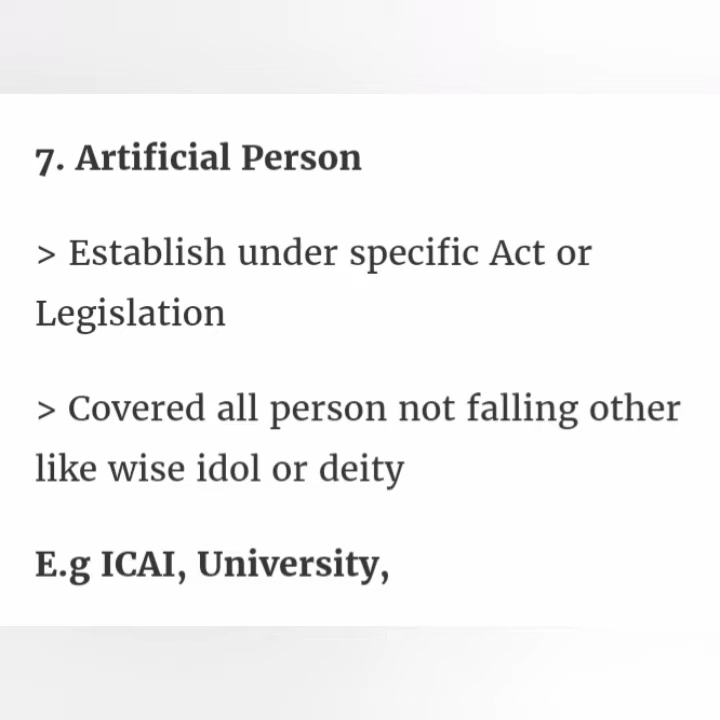 7. Artificial Person
> Establish under specific Act or
Legislation
> Covered all person not falling other
like wise idol or deity
E.g ICAI, University,